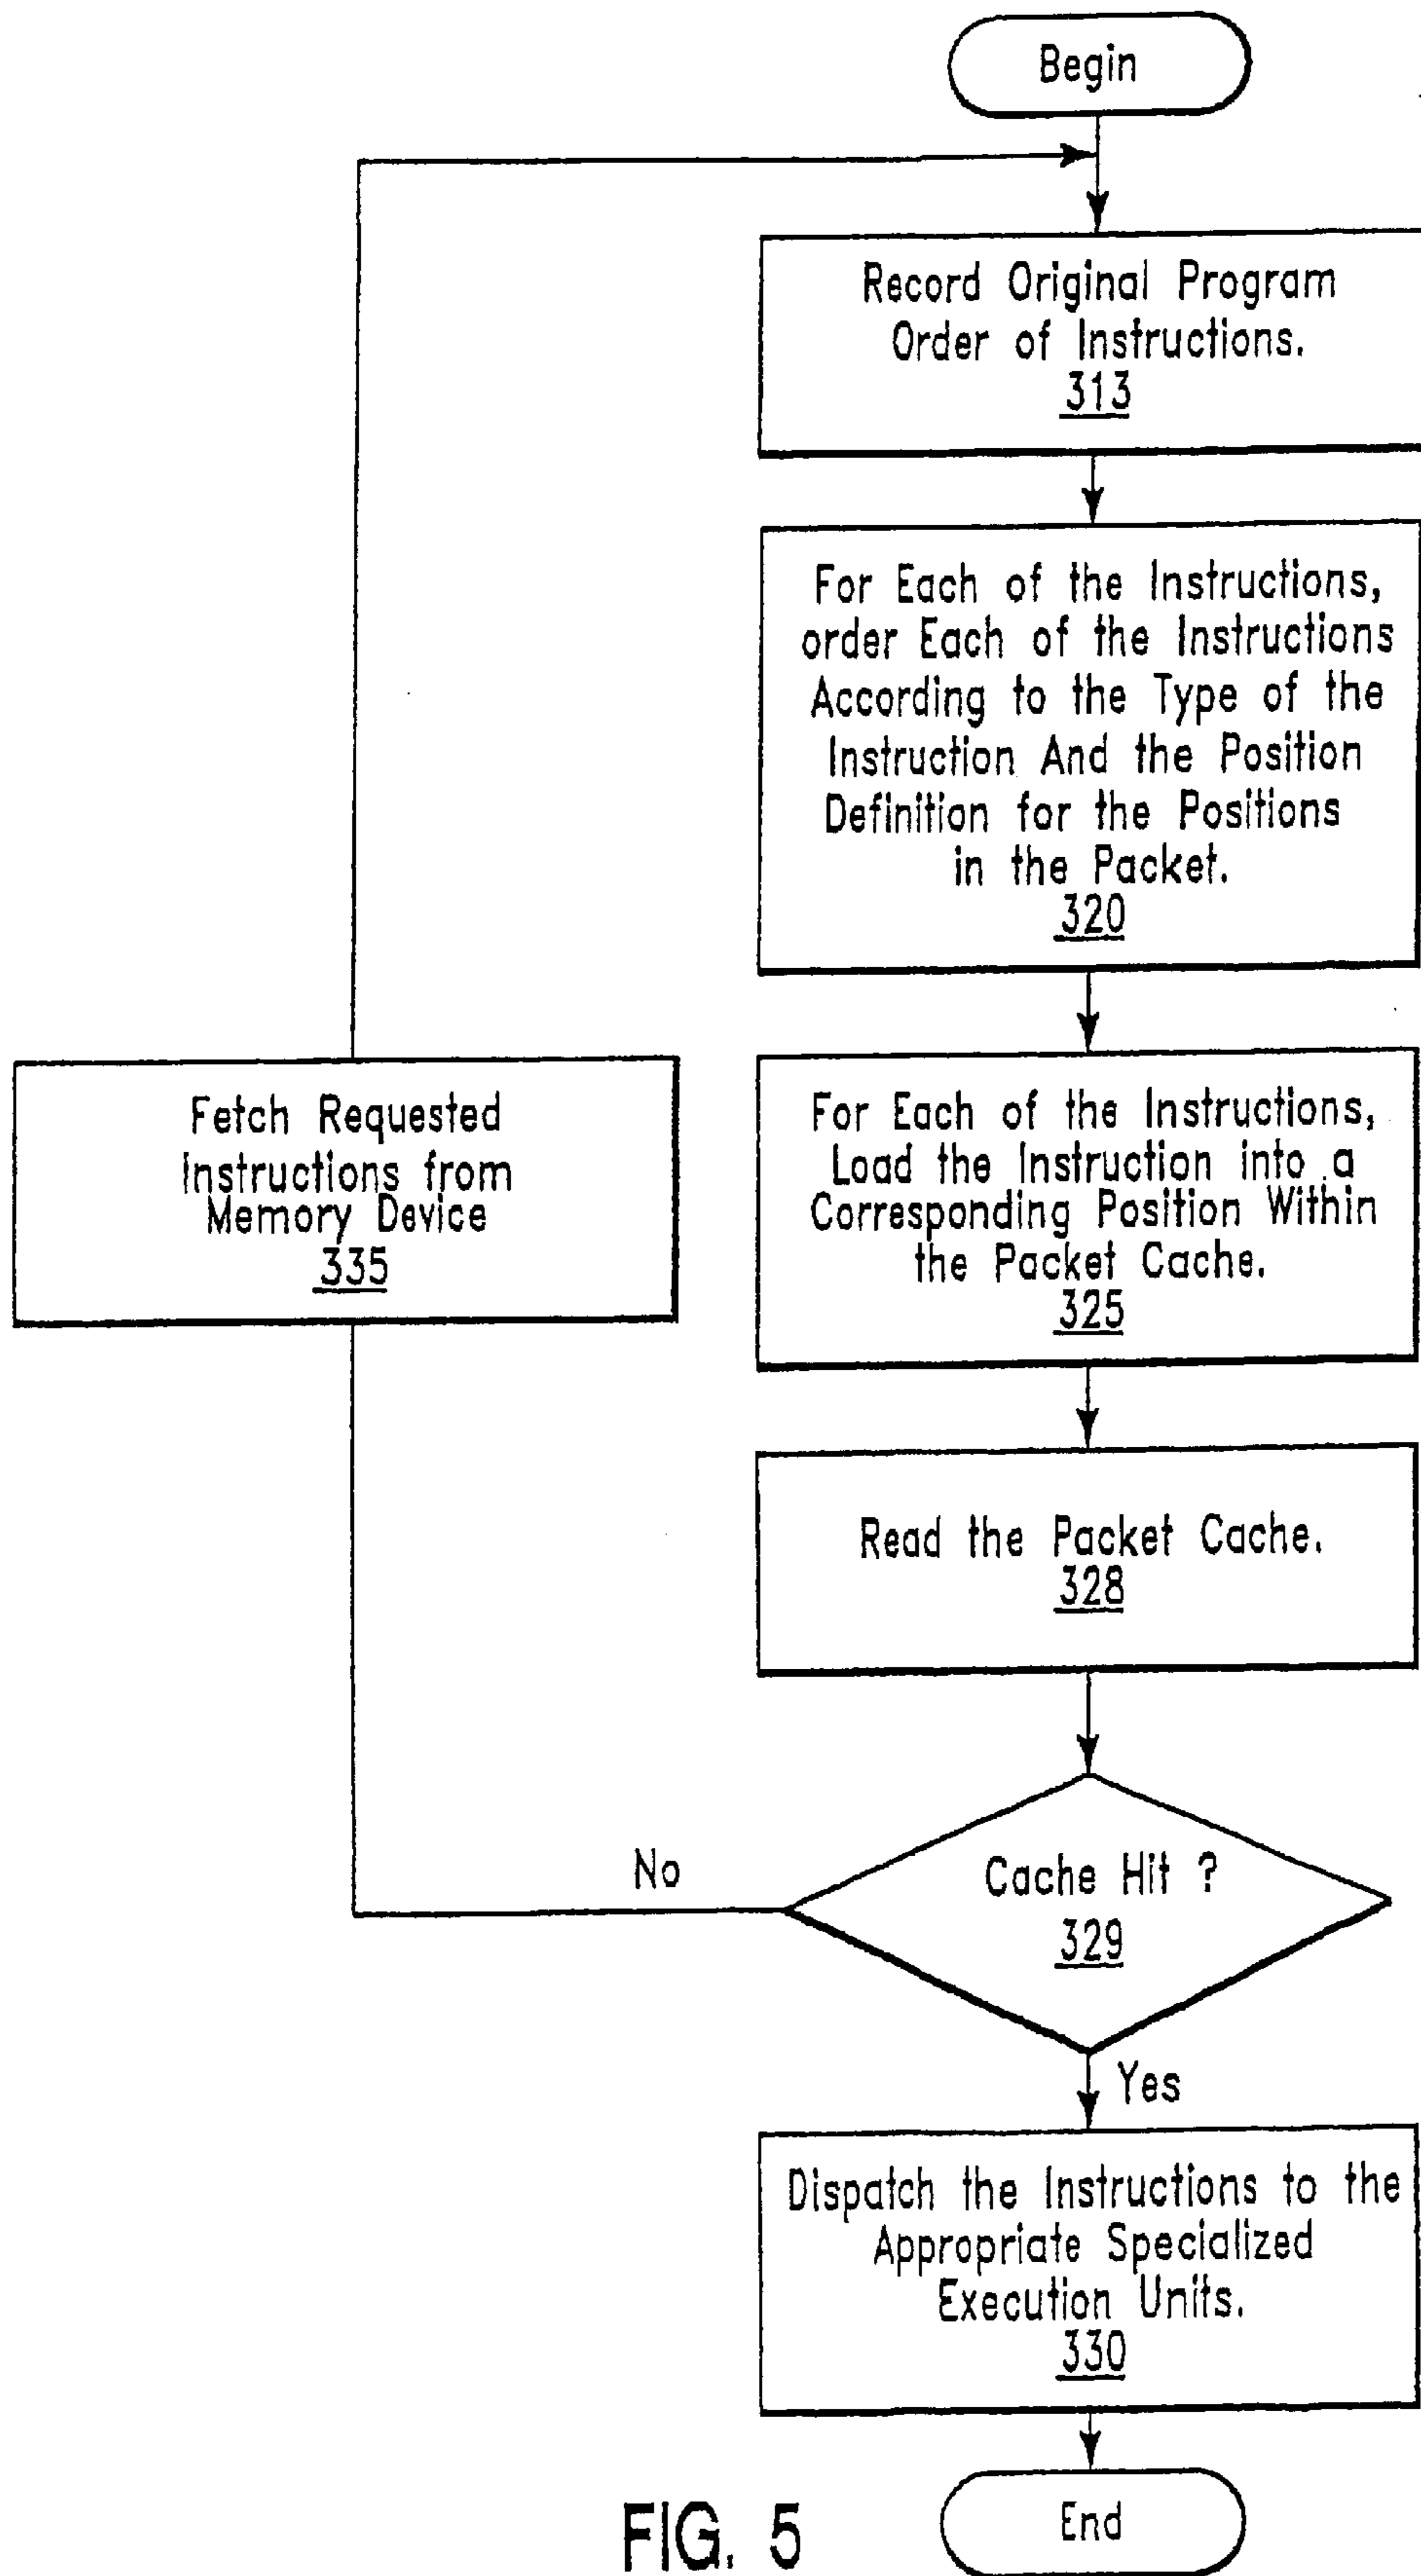 Begin
Record Original Program
Order of Instructions.
313
For Each of the Instructions,
order Each of the Instructions
According to the Type of the
Instruction And the Position
Definition for the Positions
in the Packet.
320
Fetch Requested
Instructions from
Memory Device
335
For Each of the Instructions,
Load the Instruction into a
Corresponding Position Within
the Packet Cache.
325
Read the Packet Cache.
328
No
Cache Hit ?
329
Yes
Dispatch the Instructions to the
Appropriate Specialized
Execution Units.
330
End
FIG. 5